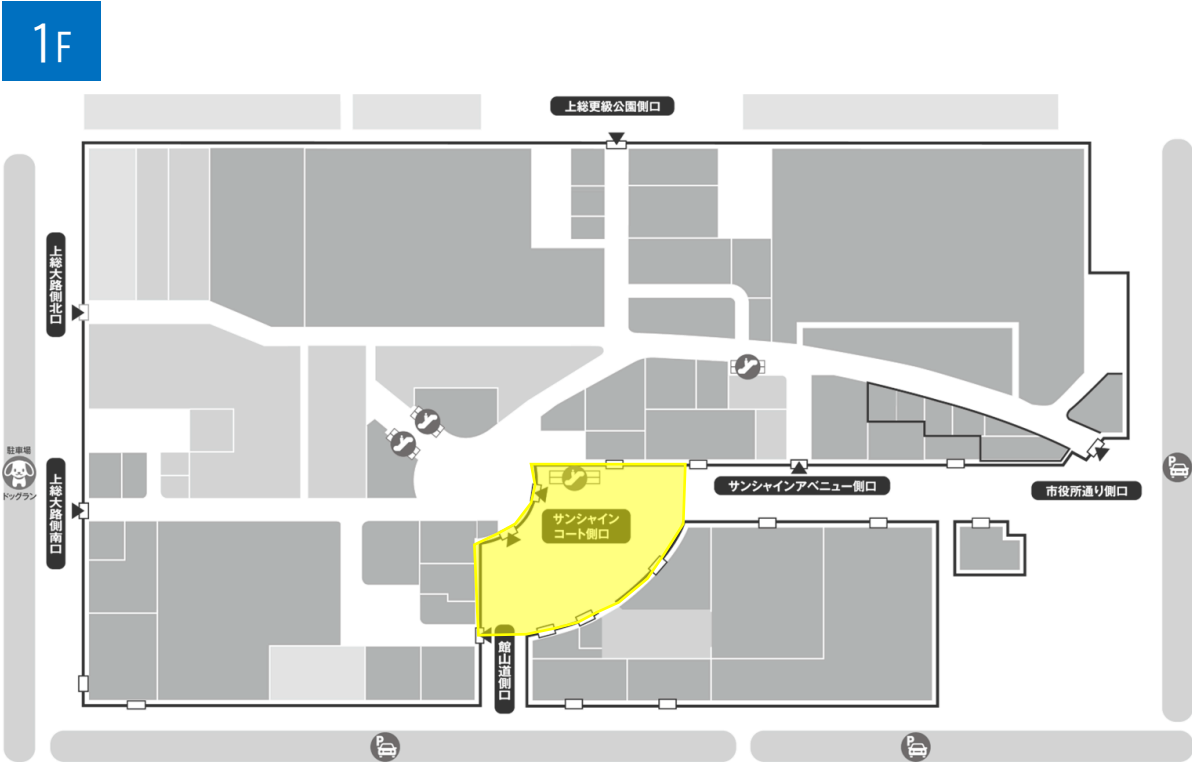 1F
上総更級公園側口
上総大路側北口
駐車場
ドッグラン
上総大路側南口
サンシャインアベニュー側口
市役所通り側口
P
サンシャイン
コート側口
館山道側口
P
P